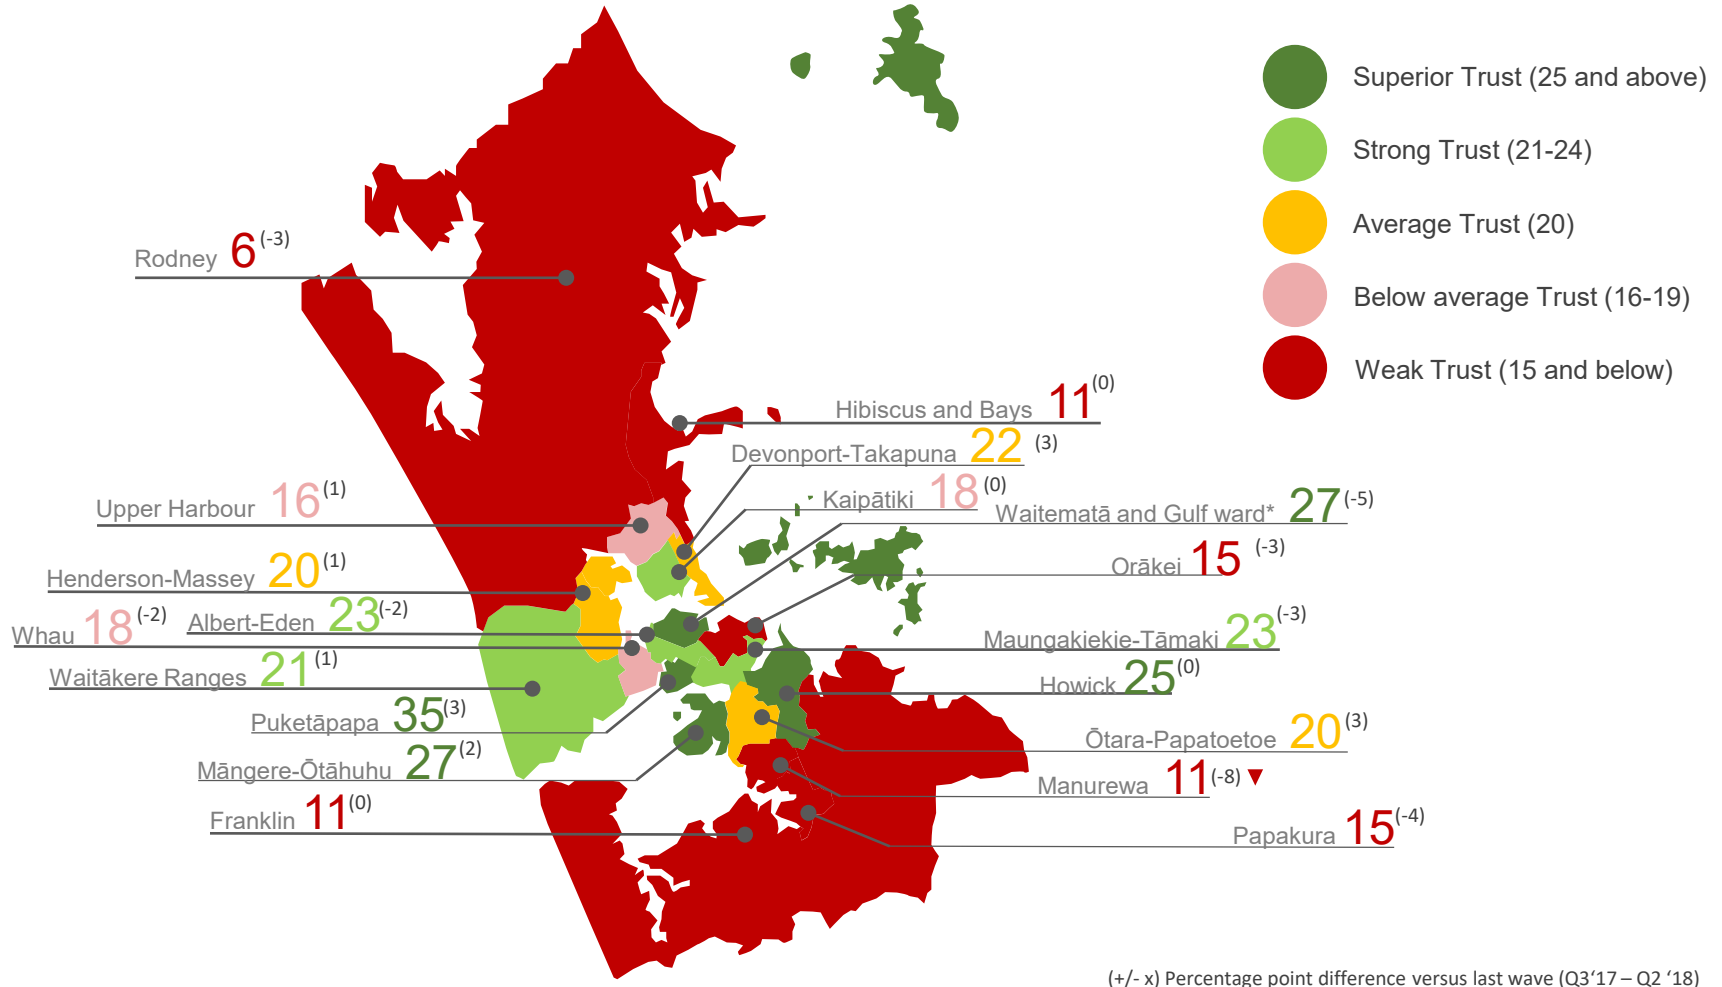 Superior Trust (25 and above)
Strong Trust (21-24)
Average Trust (20)
Below average Trust (16-19)
Weak Trust (15 and below)
Rodney 6 (-3)
Hibiscus and Bays 11 (0)
Devonport-Takapuna 22 (3)
Kaipātiki 18 (0)
Upper Harbour 16 (1)
Waitematā and Gulf ward* 27 (-5)
Orākei 15 (-3)
Henderson-Massey 20 (1)
Albert-Eden 23 (-2)
Whau 18 (-2)
Maungakiekie-Tāmaki 23 (-3)
Waitākere Ranges 21 (1)
Howick 25 (0)
Puketāpapa 35 (3)
Ōtara-Papatoetoe 20 (3)
Māngere-Ōtāhuhu 27 (2)
Manurewa 11 (-8) ▼
Franklin 11 (0)
Papakura 15 (-4)
(+/- x) Percentage point difference versus last wave (Q3‘17 – Q2 ‘18)